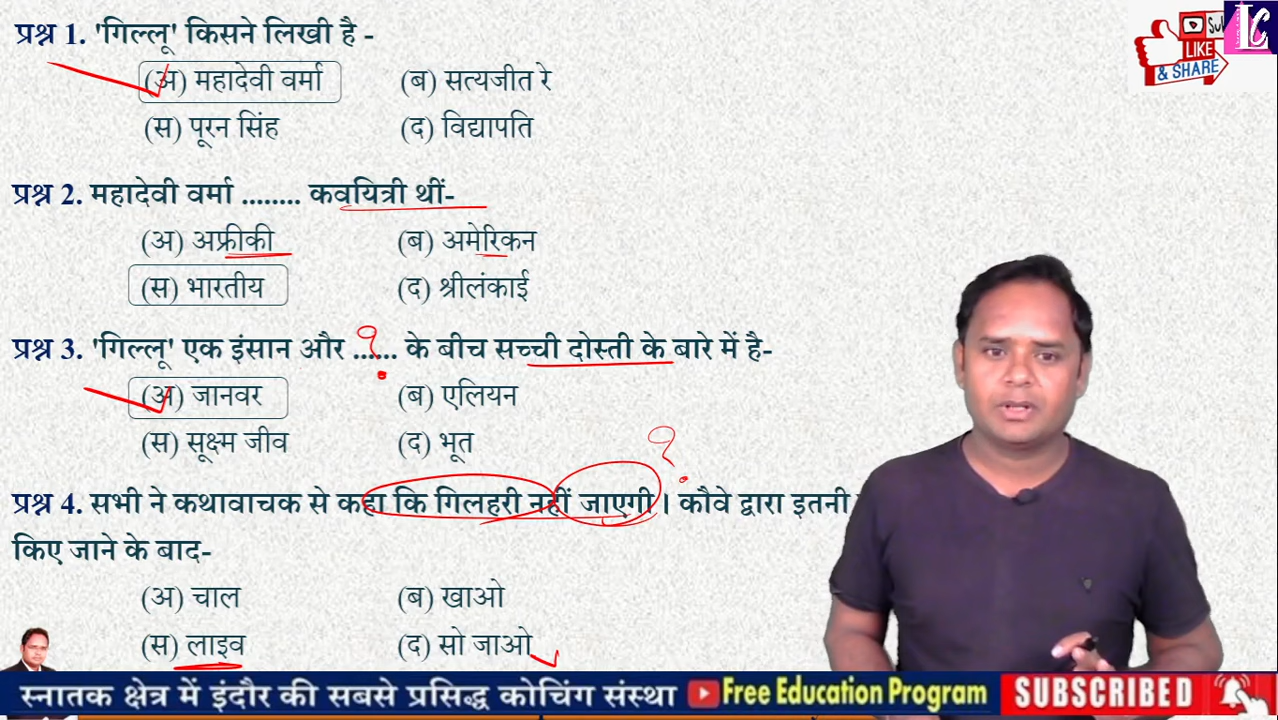 प्रश्न 1. 'गिल्लू' किसने लिखी है -
(अ) महादेवी वर्मा (ब) सत्यजीत रे
(स) पूरन सिंह (द) विद्यापति
प्रश्न 2. महादेवी वर्मा ........ कवयित्री थीं-
(अ) अफ्रीकी (ब) अमेरिकन
(स) भारतीय (द) श्रीलंकाई
प्रश्न 3. 'गिल्लू' एक इंसान और ...... के बीच सच्ची दोस्ती के बारे में है-
(अ) जानवर (ब) एलियन
(स) सूक्ष्म जीव (द) भूत
प्रश्न 4. सभी ने कथावाचक से कहा कि गिलहरी नहीं जाएगी । कौवे द्वारा इतनी
किए जाने के बाद-
(अ) चाल (ब) खाओ
(स) लाइव (द) सो जाओ
LIKE
& SHARE
LC
स्नातक क्षेत्र में इंदौर की सबसे प्रसिद्ध कोचिंग संस्था Free Education Program SUBSCRIBED